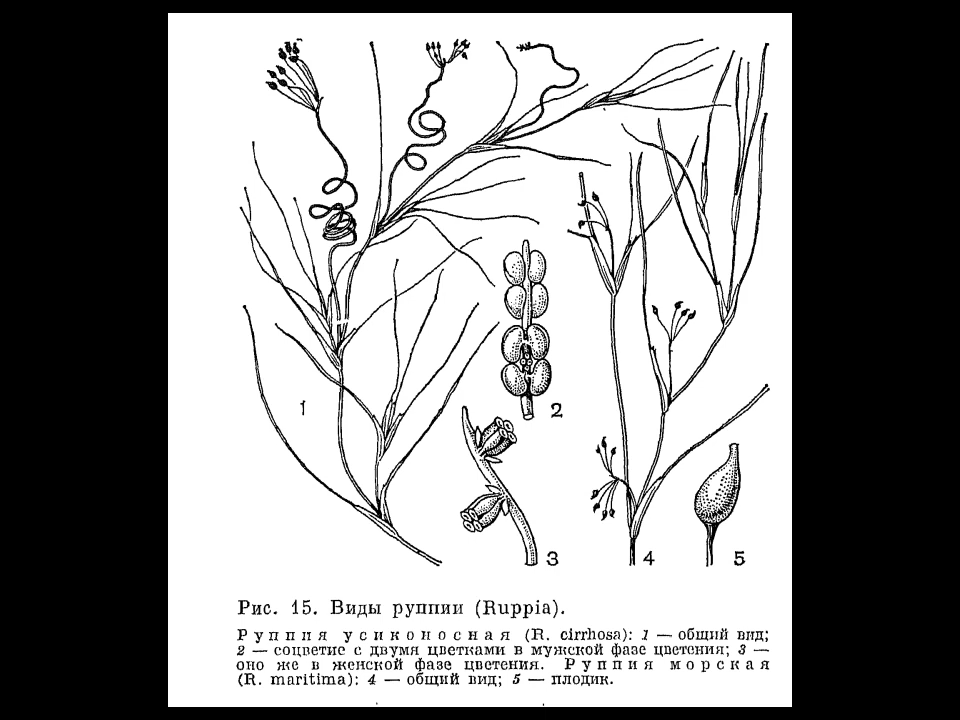 1
2
3
4
5
Рис. 15. Виды руппии (Ruppia).
Руппия усиконосная (R. cirrhosa): 1 — общий вид;
2 — соцветие с двумя цветками в мужской фазе цветения; 3 —
оно же в женской фазе цветения. Руппия морская
(R. maritima): 4 — общий вид; 5 — плодик.